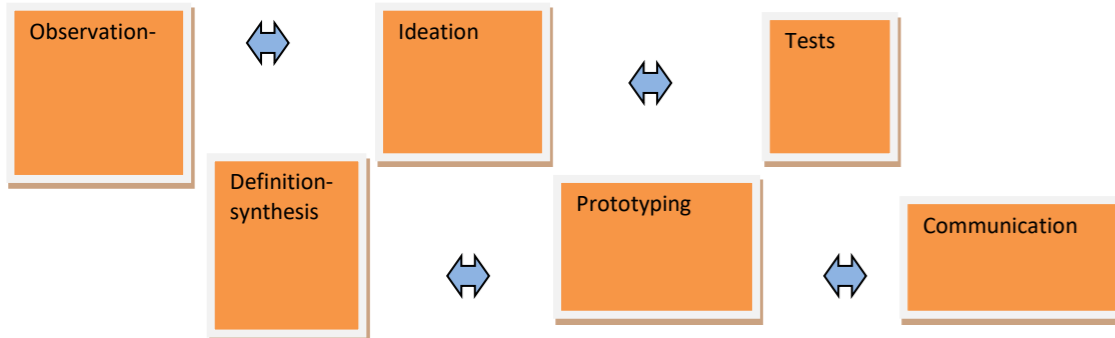 Observation-
Ideation
Tests
Definition-
synthesis
Prototyping
Communication